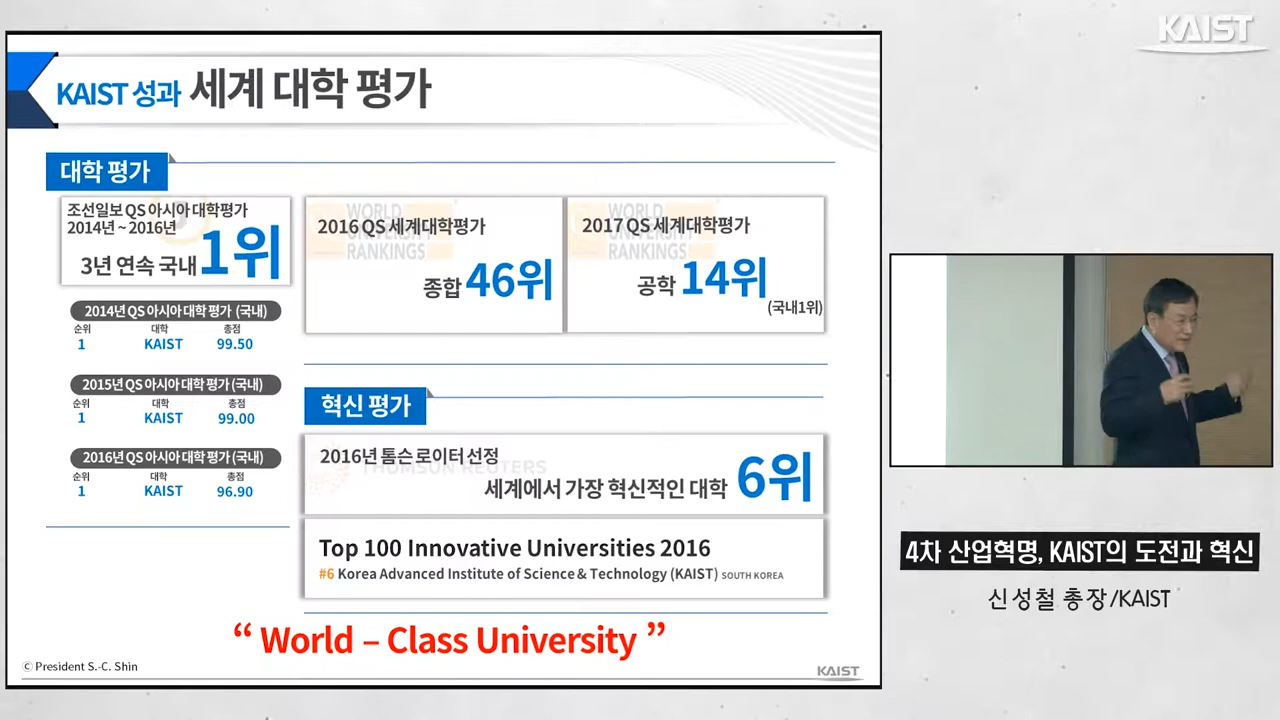 KAIST
KAIST 성과 세계 대학 평가
대학 평가
조선일보 QS 아시아 대학평가
2014년 ~ 2016년
3년 연속 국내 1위
2014년 QS 아시아 대학 평가 (국내)
순위 대학 총점
1 KAIST 99.50
2015년 QS 아시아 대학 평가 (국내)
순위 대학 총점
1 KAIST 99.00
2016년 QS 아시아 대학 평가 (국내)
순위 대학 총점
1 KAIST 96.90
WORLD
UNIVERSITY
RANKINGS
2016 QS 세계대학평가
종합 46위
WORLD
UNIVERSITY
RANKINGS
2017 QS 세계대학평가
공학 14위
(국내1위)
혁신 평가
THOMSON REUTERS
2016년 톰슨 로이터 선정
세계에서 가장 혁신적인 대학 6위
Top 100 Innovative Universities 2016
#6 Korea Advanced Institute of Science & Technology (KAIST) SOUTH KOREA
“ World – Class University ”
ⓒ President S.-C. Shin
KAIST
4차 산업혁명, KAIST의 도전과 혁신
신성철 총장/KAIST